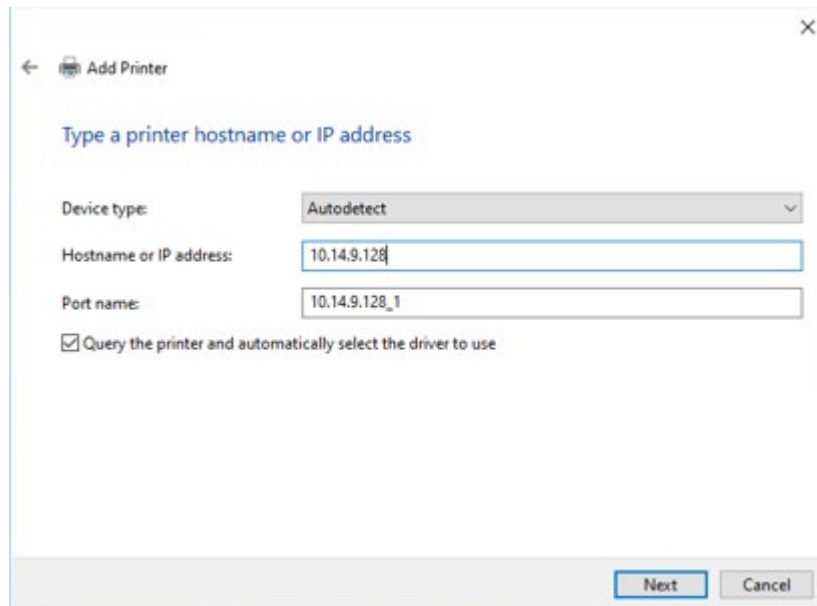 Add Printer
Type a printer hostname or IP address
Device type: Autodetect
Hostname or IP address: 10.14.9.128
Port name: 10.14.9.128_1
Query the printer and automatically select the driver to use
Next Cancel